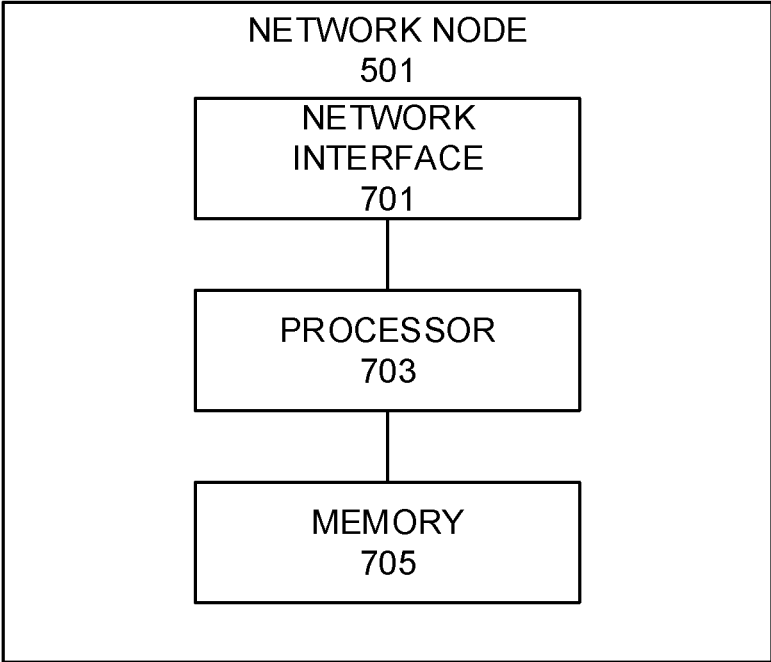 NETWORK NODE
501
NETWORK
INTERFACE
701
PROCESSOR
703
MEMORY
705